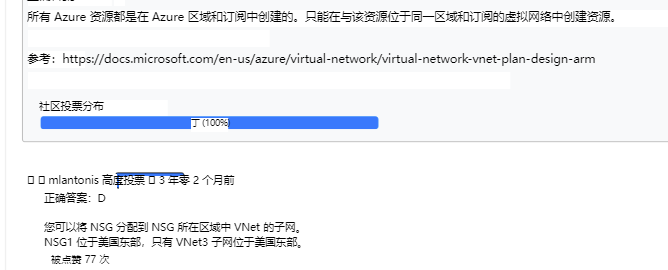 所有 Azure 资源都是在 Azure 区域和订阅中创建的。只能在与该资源位于同一区域和订阅的虚拟网络中创建资源。
参考：https://docs.microsoft.com/en-us/azure/virtual-network/virtual-network-vnet-plan-design-arm
社区投票分布
丁 (100%)
mlantonis 高度投票 3 年零 2 个月前
正确答案：D
您可以将 NSG 分配到 NSG 所在区域中 VNet 的子网。
NSG1 位于美国东部，只有 VNet3 子网位于美国东部。
被点赞 77 次